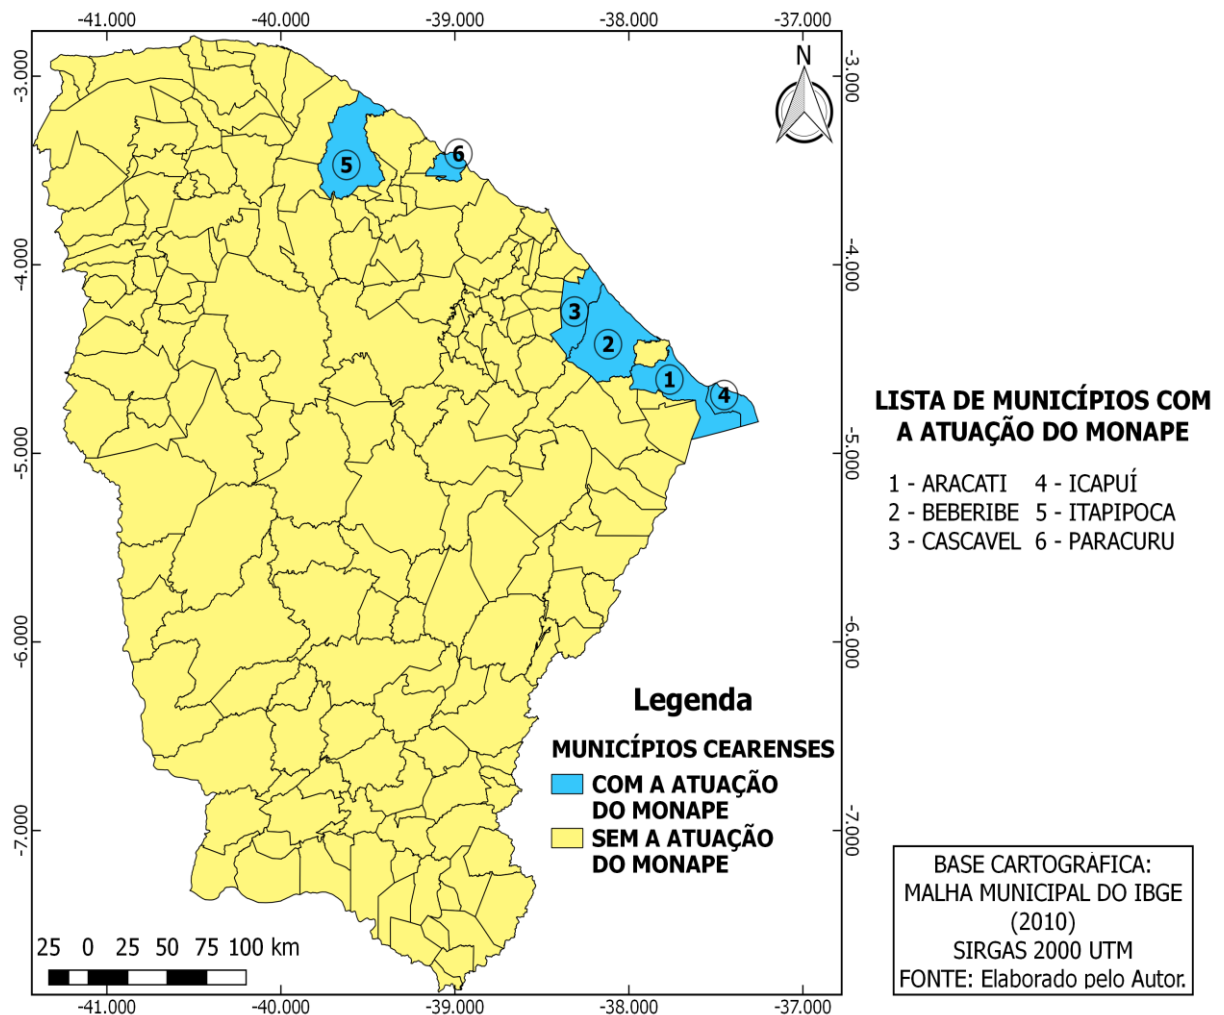 -41.000 -40.000 -39.000 -38.000 -37.000
-3.000 -3.000
N
6
5
-4.000 -4.000
3
2
1
4
LISTA DE MUNICÍPIOS COM
A ATUAÇÃO DO MONAPE
-5.000 -5.000
1 - ARACATI 4 - ICAPUÍ
2 - BEBERIBE 5 - ITAPIPOCA
3 - CASCAVEL 6 - PARACURU
-6.000 -6.000
Legenda
MUNICÍPIOS CEARENSES
COM A ATUAÇÃO
DO MONAPE
SEM A ATUAÇÃO
DO MONAPE
-7.000 -7.000
BASE CARTOGRÁFICA:
MALHA MUNICIPAL DO IBGE
(2010)
SIRGAS 2000 UTM
FONTE: Elaborado pelo Autor.
25 0 25 50 75 100 km
-41.000 -40.000 -39.000 -38.000 -37.000